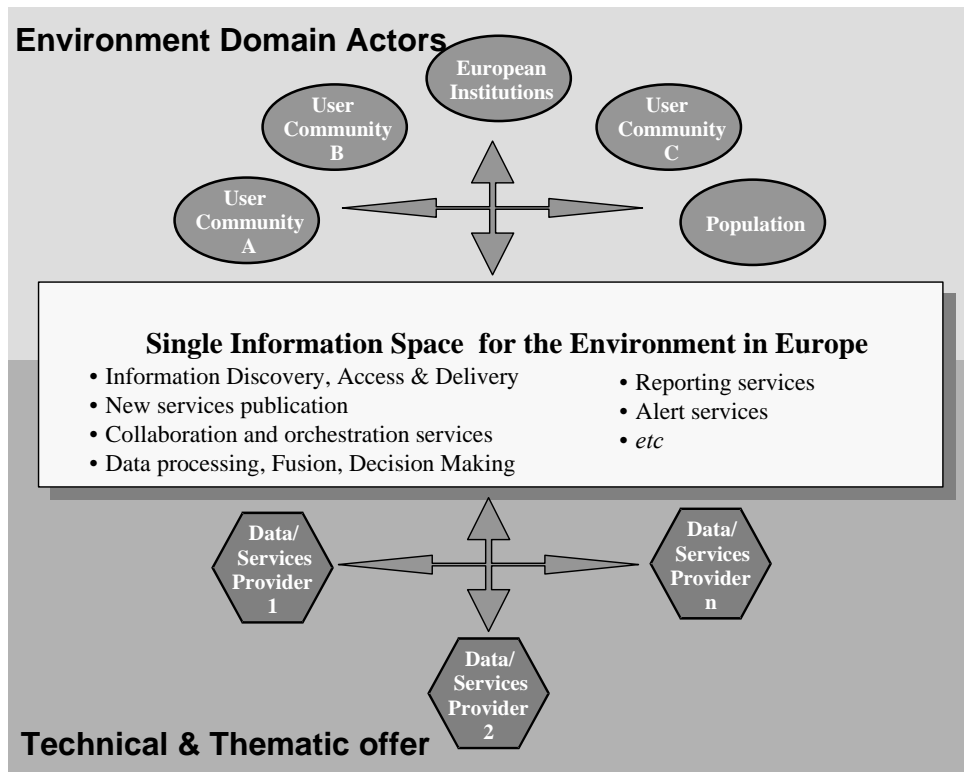 Environment Domain Actors
European
Institutions
User
Community
B
User
Community
C
User
Community
A
Population
Single Information Space for the Environment in Europe
• Information Discovery, Access & Delivery
• New services publication
• Collaboration and orchestration services
• Data processing, Fusion, Decision Making
• Reporting services
• Alert services
• etc
Data/
Services
Provider
1
Data/
Services
Provider
n
Data/
Services
Provider
2
Technical & Thematic offer